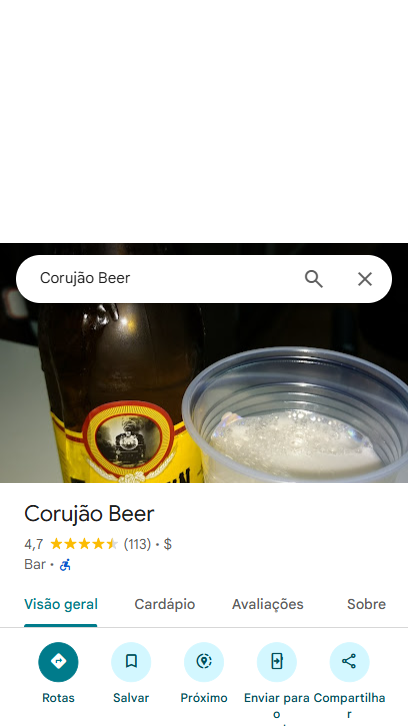 Corujão Beer
Corujão Beer
4,7 (113) • $
Bar •
Visão geral Cardápio Avaliações Sobre
Rotas Salvar Próximo Enviar para o Compartilhar